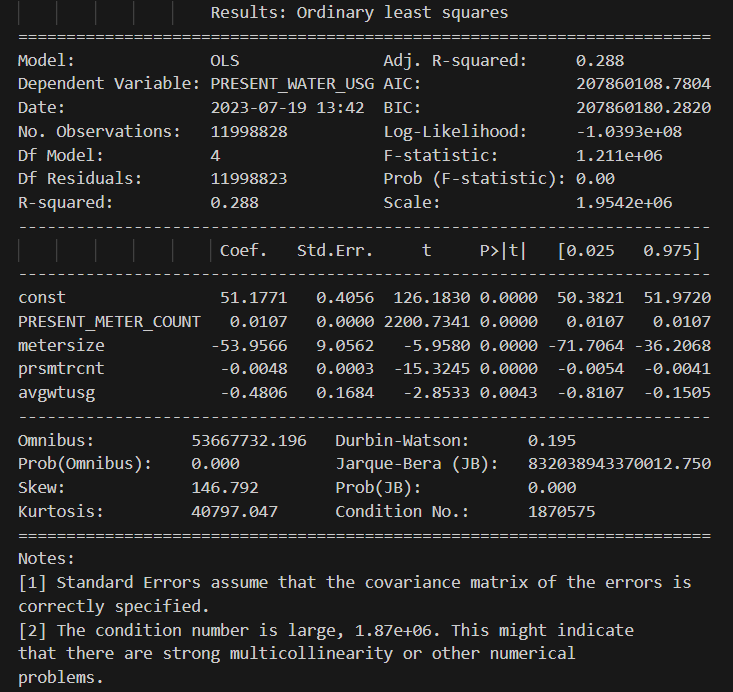 Results: Ordinary least squares
=======================================================================
Model: OLS Adj. R-squared: 0.288
Dependent Variable: PRESENT_WATER_USG AIC: 207860108.7804
Date: 2023-07-19 13:42 BIC: 207860180.2820
No. Observations: 11998828 Log-Likelihood: -1.0393e+08
Df Model: 4 F-statistic: 1.211e+06
Df Residuals: 11998823 Prob (F-statistic): 0.00
R-squared: 0.288 Scale: 1.9542e+06
-----------------------------------------------------------------------
Coef. Std.Err. t P>|t| [0.025 0.975]
-----------------------------------------------------------------------
const 51.1771 0.4056 126.1830 0.0000 50.3821 51.9720
PRESENT_METER_COUNT 0.0107 0.0000 2200.7341 0.0000 0.0107 0.0107
metersize -53.9566 9.0562 -5.9580 0.0000 -71.7064 -36.2068
prsmtrcnt -0.0048 0.0003 -15.3245 0.0000 -0.0054 -0.0041
avgwtusg -0.4806 0.1684 -2.8533 0.0043 -0.8107 -0.1505
-----------------------------------------------------------------------
Omnibus: 53667732.196 Durbin-Watson: 0.195
Prob(Omnibus): 0.000 Jarque-Bera (JB): 832038943370012.750
Skew: 146.792 Prob(JB): 0.000
Kurtosis: 40797.047 Condition No.: 1870575
=======================================================================
Notes:
[1] Standard Errors assume that the covariance matrix of the errors is
correctly specified.
[2] The condition number is large, 1.87e+06. This might indicate
that there are strong multicollinearity or other numerical
problems.